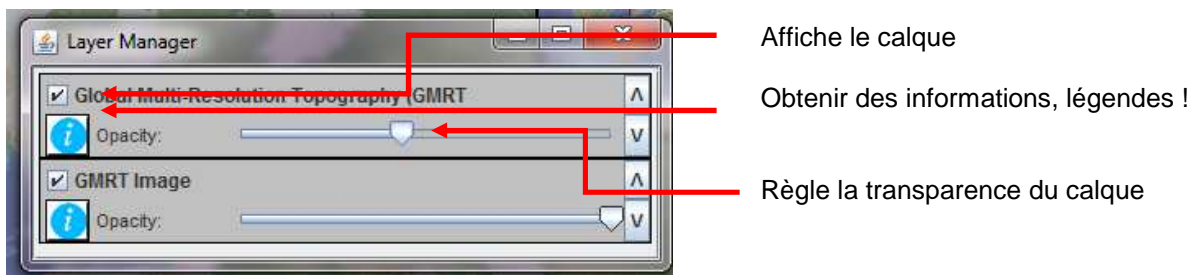 Layer Manager
Affiche le calque
Global Multi-Resolution Topography (GMRT
Obtenir des informations, légendes !
Opacity:
GMRT Image
Règle la transparence du calque
Opacity: